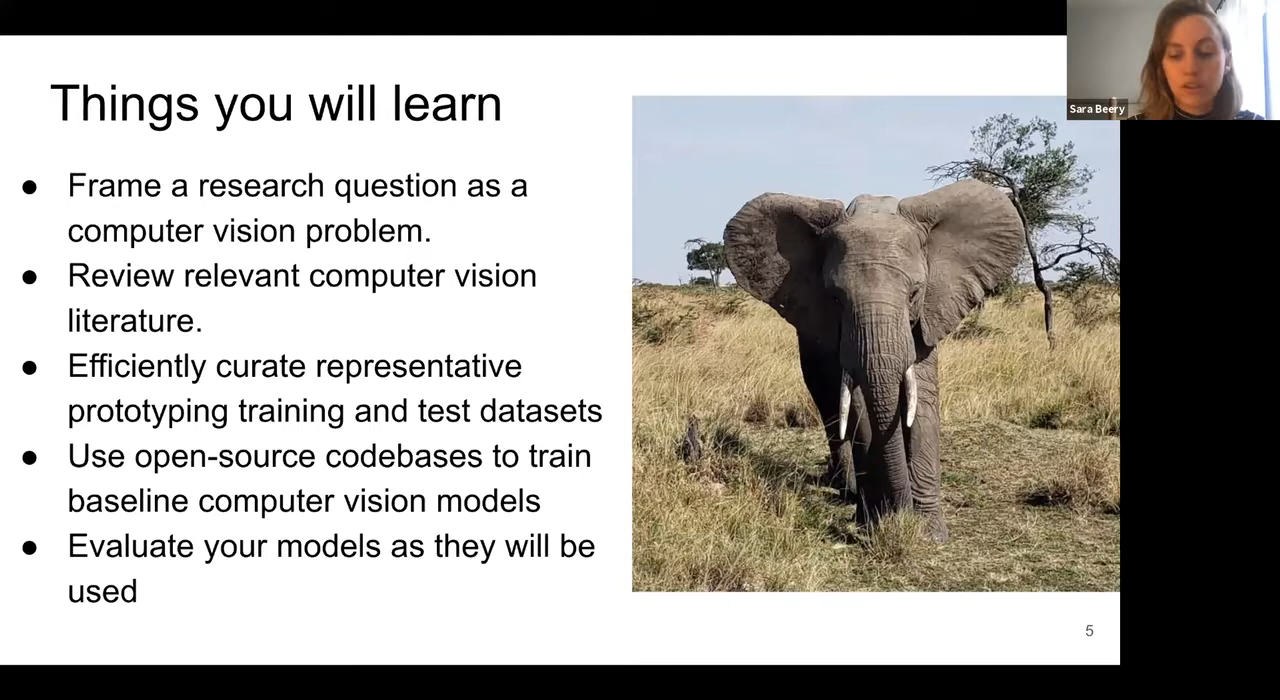 Things you will learn
● Frame a research question as a
computer vision problem.
● Review relevant computer vision
literature.
● Efficiently curate representative
prototyping training and test datasets
● Use open-source codebases to train
baseline computer vision models
● Evaluate your models as they will be
used
Sara Beery
5